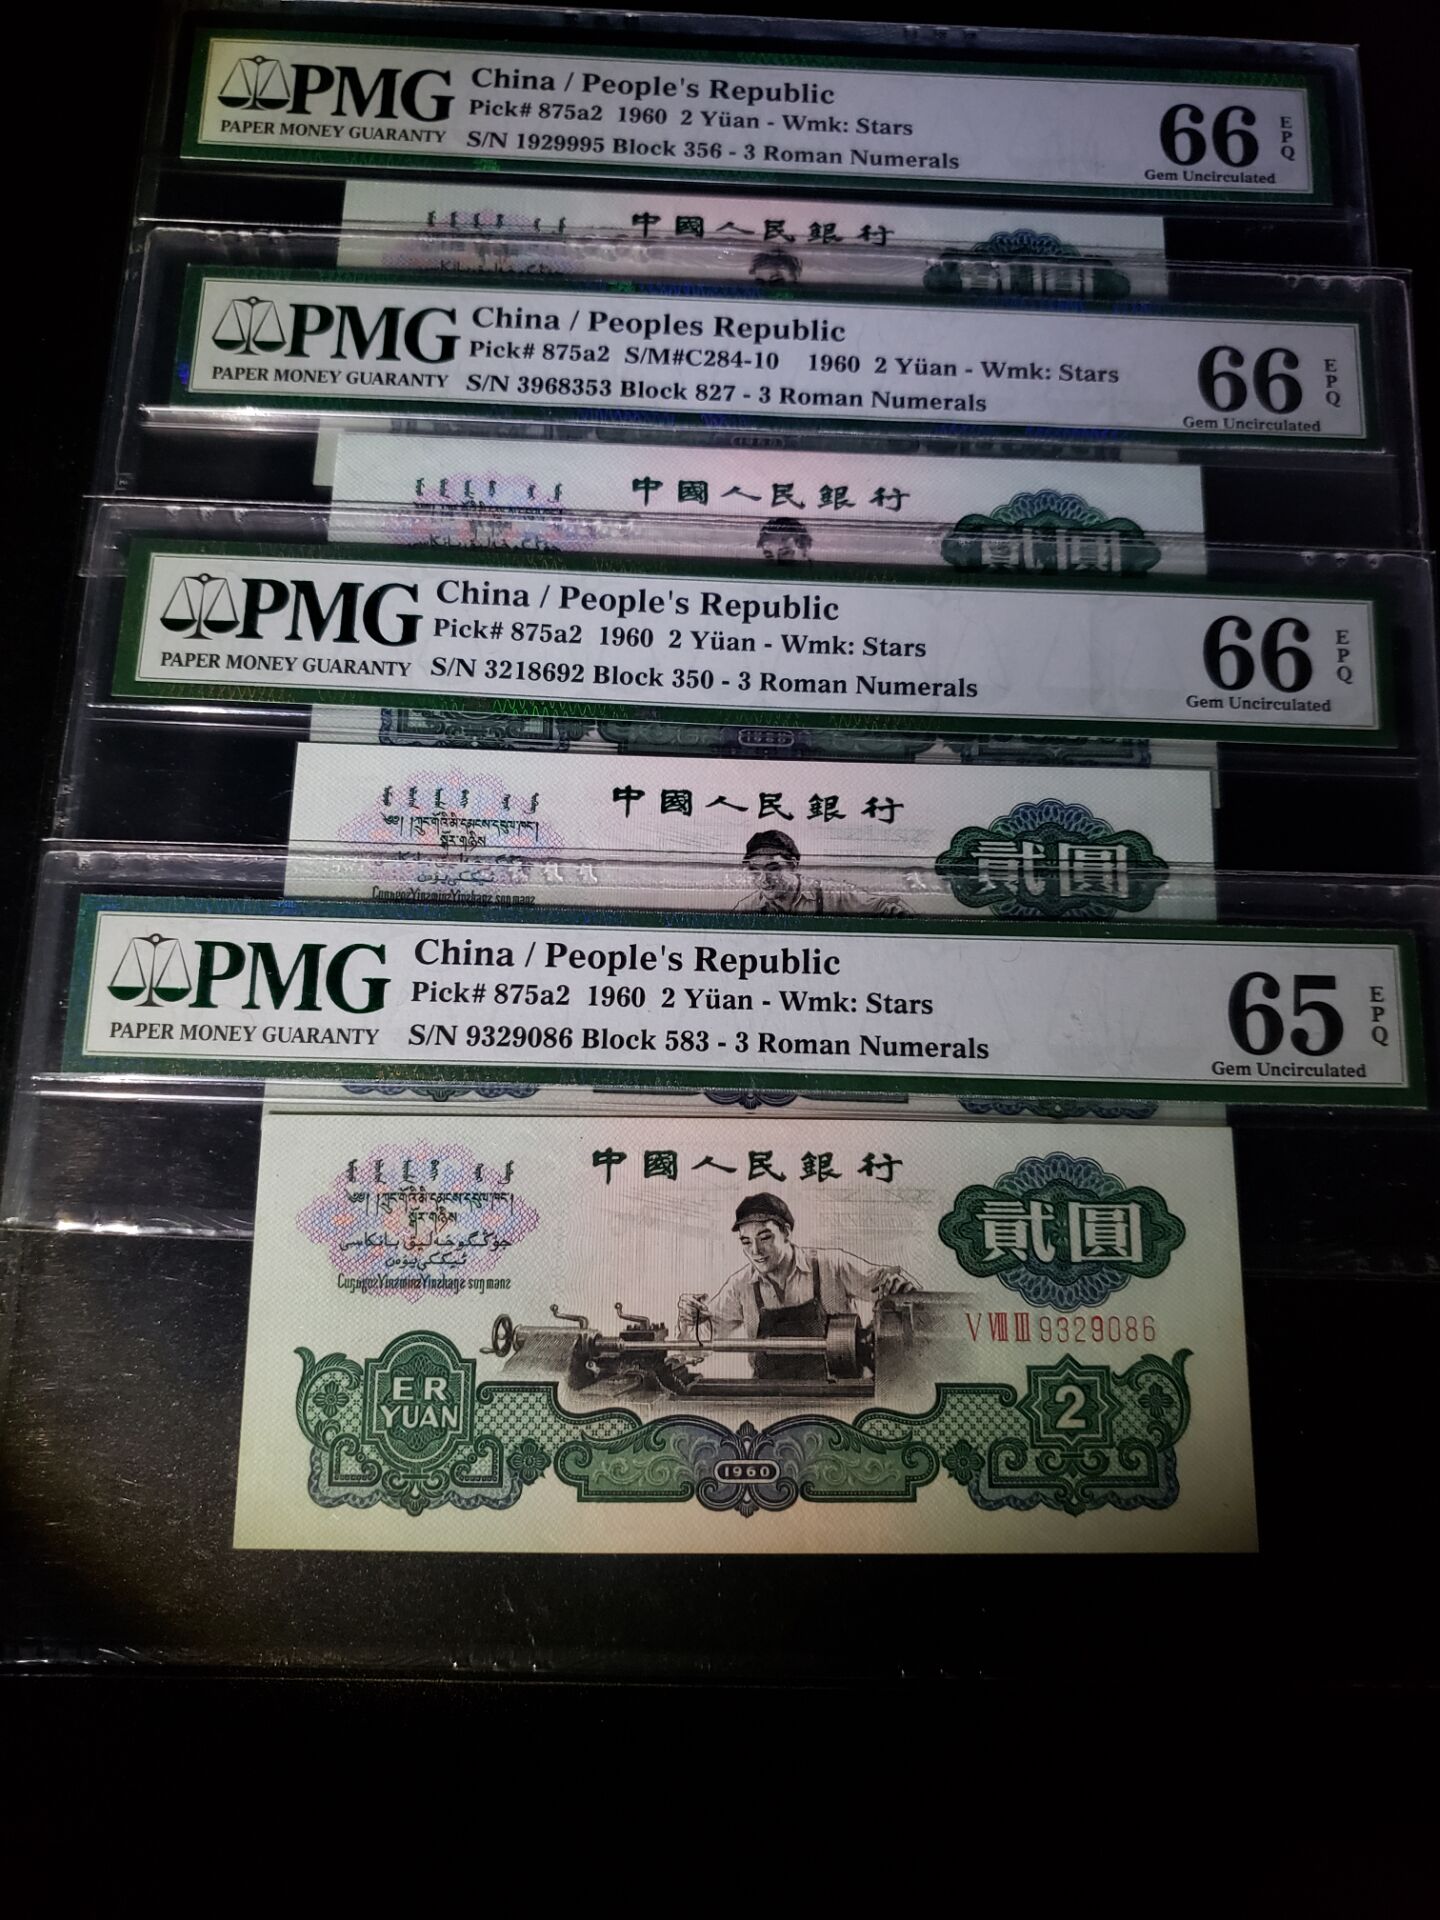 PMG
PAPER MONEY GUARANTY
China / People's Republic
Pick# 875a2 1960 2 Yüan - Wmk: Stars
S/N 1929995 Block 356 - 3 Roman Numerals
66
EPQ
Gem Uncirculated
中國人民銀行
PMG
PAPER MONEY GUARANTY
China / Peoples Republic
Pick# 875a2 S/M#C284-10 1960 2 Yüan - Wmk: Stars
S/N 3968353 Block 827 - 3 Roman Numerals
66
EPQ
Gem Uncirculated
中國人民銀行
貳圓
PMG
PAPER MONEY GUARANTY
China / People's Republic
Pick# 875a2 1960 2 Yüan - Wmk: Stars
S/N 3218692 Block 350 - 3 Roman Numerals
66
EPQ
Gem Uncirculated
中國人民銀行
貳圓
PMG
PAPER MONEY GUARANTY
China / People's Republic
Pick# 875a2 1960 2 Yüan - Wmk: Stars
S/N 9329086 Block 583 - 3 Roman Numerals
65
EPQ
Gem Uncirculated
中國人民銀行
貳圓
V VIII III 9329086
ER
YUAN
2
1960